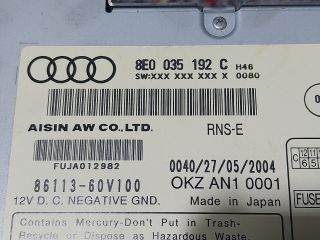 8E0 035 192 C H46
SW:XXX XXX XXX X 0080
AISIN AW CO., LTD.
RNS-E
FUJA012982
0040/27/05/2004
86113-60V100
OKZ AN1 0001
12V D.C. NEGATIVE GND.
Made in Japan
FUSE
Contains Mercury-Don't Put in Trash-
Recycle or Dispose as Hazardous Waste.